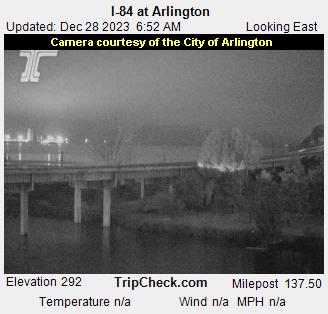 I-84 at Arlington
Updated: Dec 28 2023 6:52 AM Looking East
Camera courtesy of the City of Arlington
Elevation 292 TripCheck.com Milepost 137.50
Temperature n/a Wind n/a MPH n/a